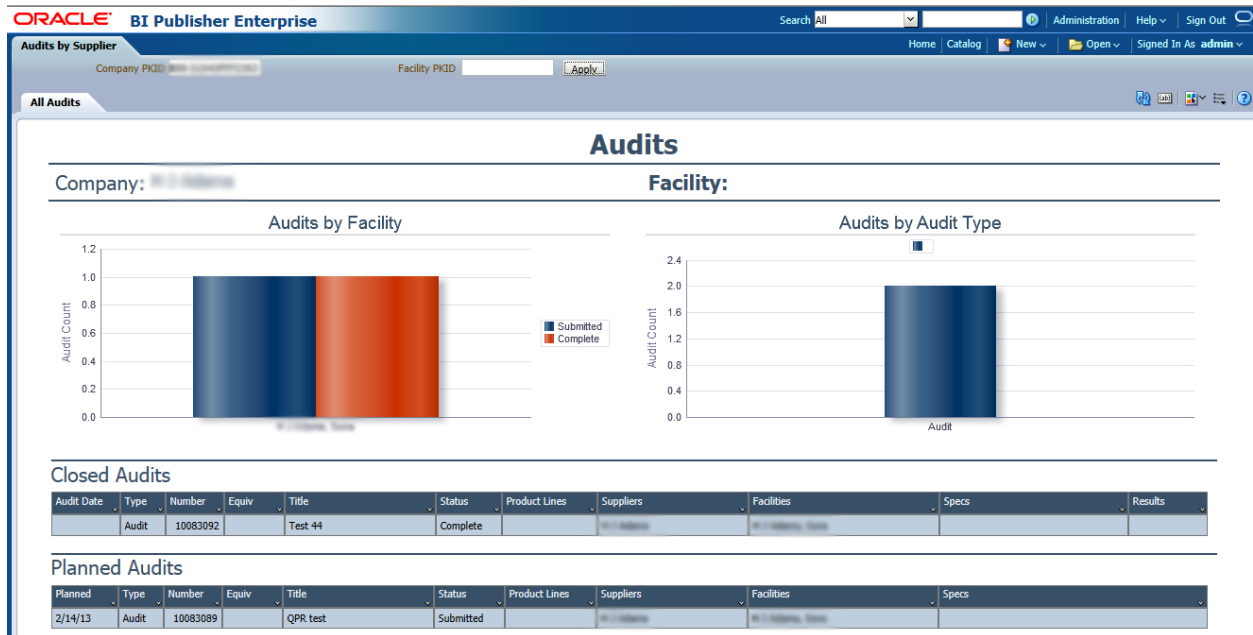 ORACLE BI Publisher Enterprise Search All Administration Help Sign Out
Audits by Supplier Home Catalog New Open Signed In As admin
Company PKID Facility PKID Apply
All Audits
Audits
Company: Facility:
Audits by Facility
1.2
1.0
0.8
0.6
0.4
0.2
0.0
Audit Count
Submitted
Complete
Audits by Audit Type
2.4
2.0
1.6
1.2
0.8
0.4
0.0
Audit Count
Audit
Closed Audits
Audit Date Type Number Equiv Title Status Product Lines Suppliers Facilities Specs Results
Audit 10083092 Test 44 Complete
Planned Audits
Planned Type Number Equiv Title Status Product Lines Suppliers Facilities Specs
2/14/13 Audit 10083089 QPR test Submitted